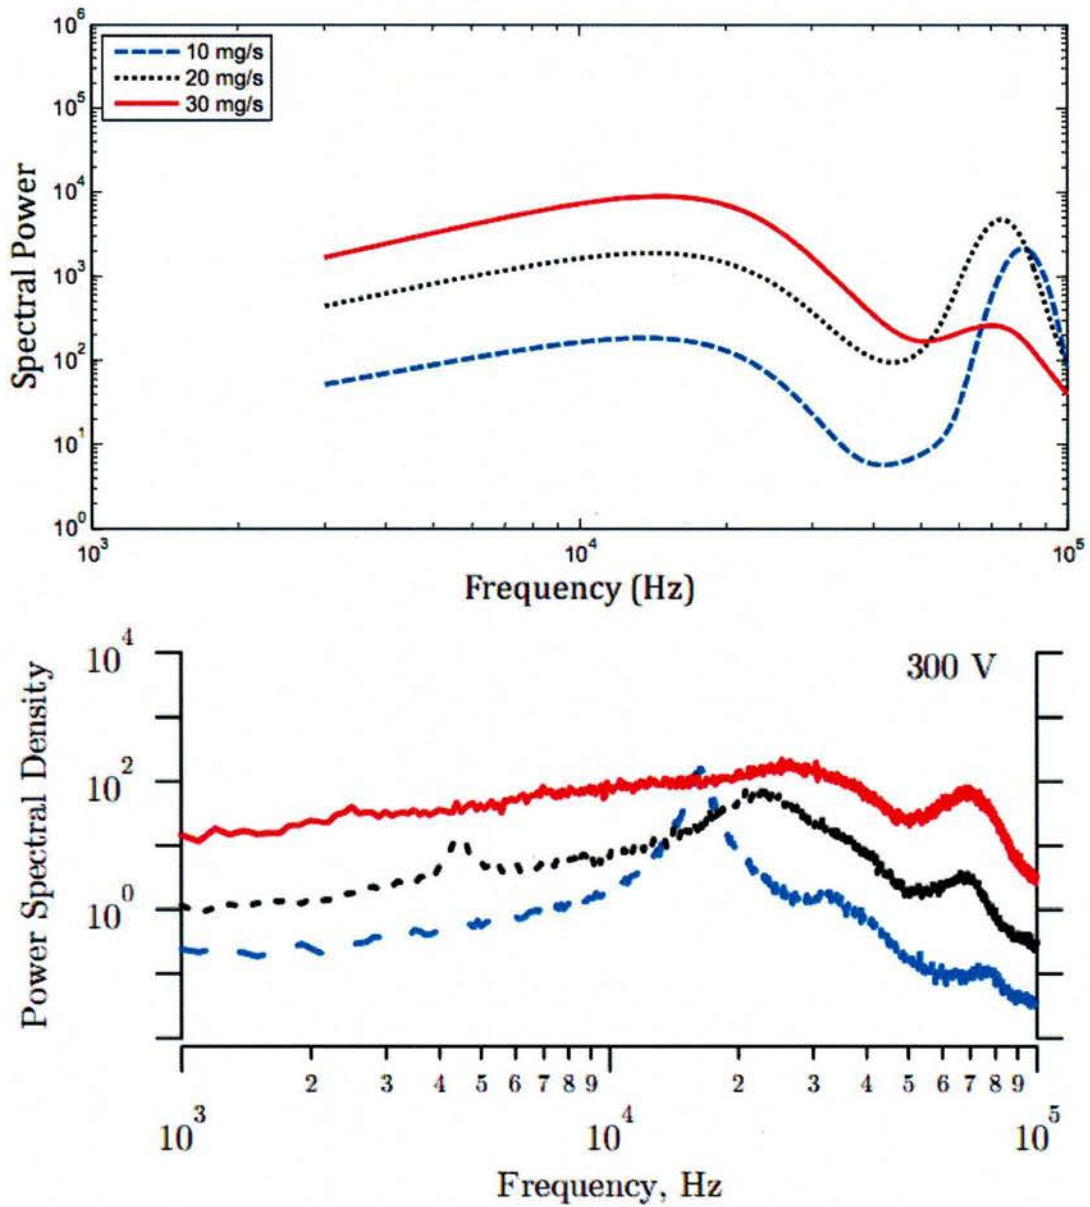 10⁶
10 mg/s
20 mg/s
30 mg/s
10⁵
10⁴
10³
10²
10¹
10⁰
Spectral Power
10³ 10⁴ 10⁵
Frequency (Hz)
10⁴
10²
10⁰
Power Spectral Density
300 V
2 3 4 5 6 7 8 9 2 3 4 5 6 7 8 9
10³ 10⁴ 10⁵
Frequency, Hz